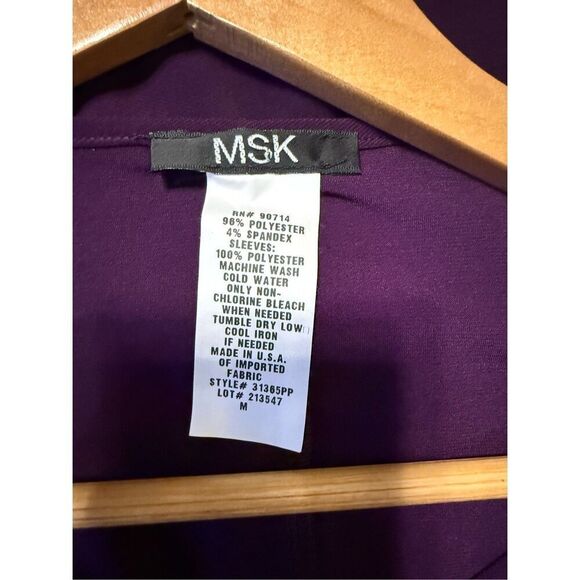 MSK
RN# 90714
96% POLYESTER
4% SPANDEX
SLEEVES:
100% POLYESTER
MACHINE WASH
COLD WATER
ONLY NON-
CHLORINE BLEACH
WHEN NEEDED
TUMBLE DRY LOW
COOL IRON
IF NEEDED
MADE IN U.S.A.
OF IMPORTED
FABRIC
STYLE# 31365PP
LOT# 213547
M